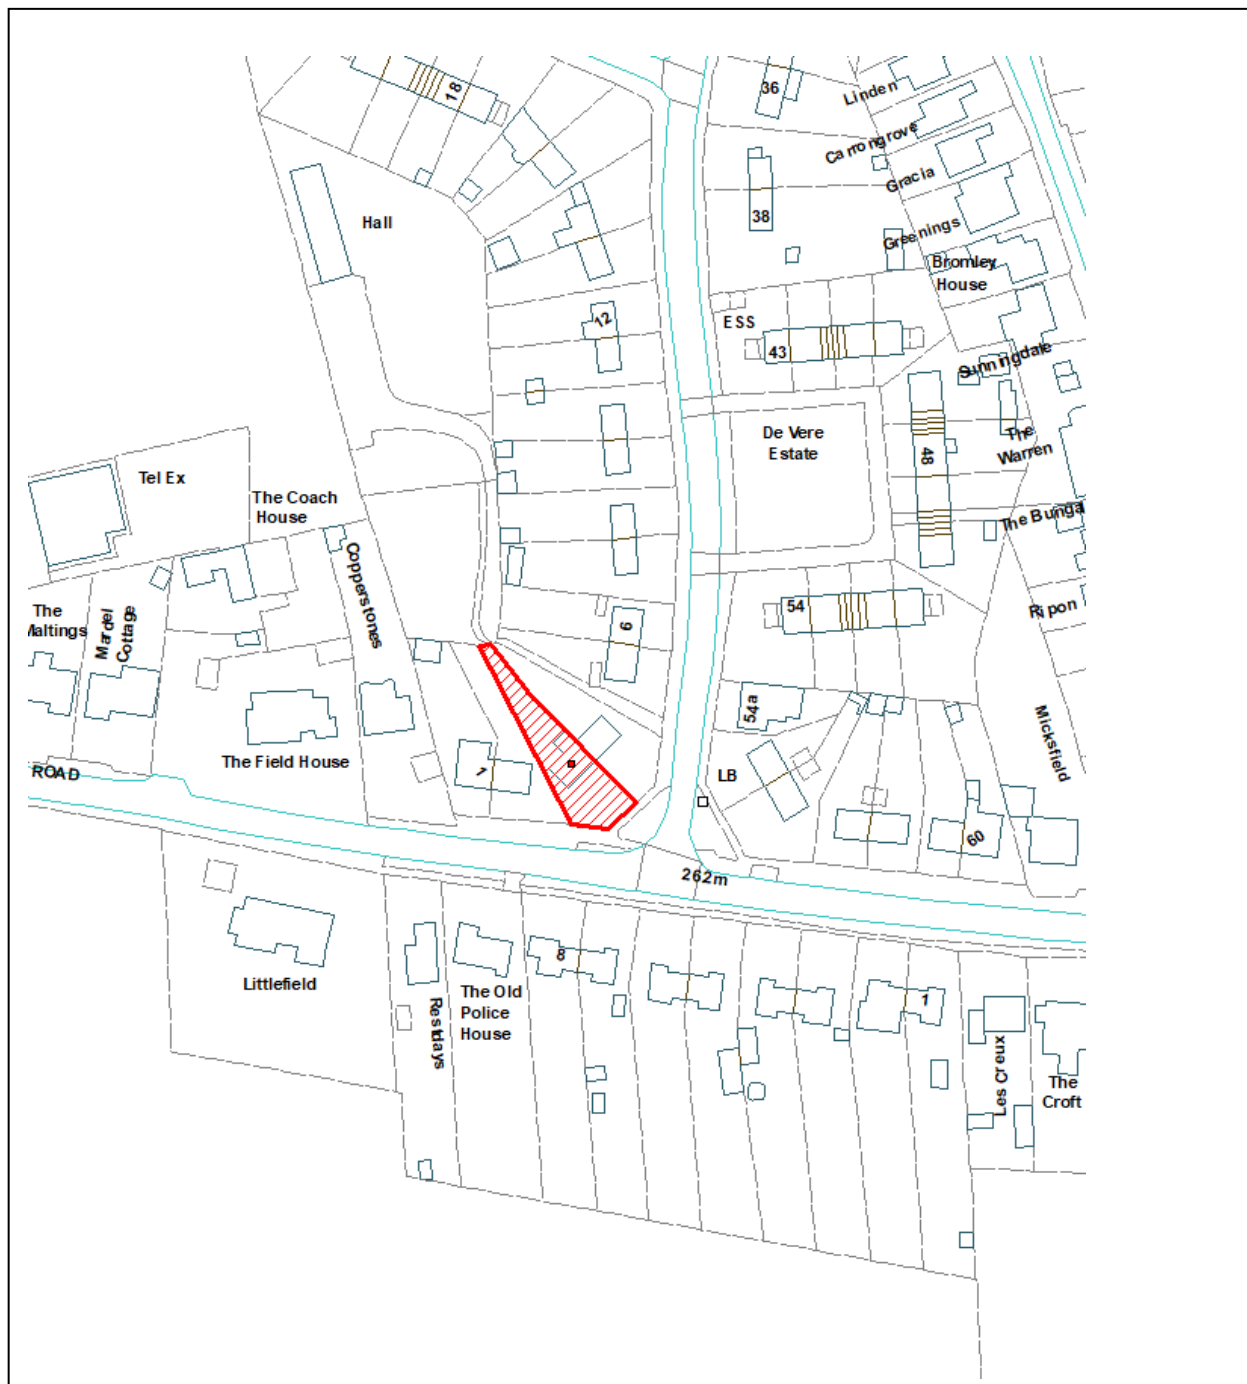 18
36
Linden
Carrongrove
Gracia
38
Hall
Greenings
Bromley
House
12
ESS
43
Sunningdale
De Vere
Estate
The
Warren
48
Tel Ex
The Coach
House
The Bunga
Copperstones
The
Maltings
Mardel
Cottage
54
Ripon
6
54a
Micksfield
The Field House
1
LB
ROAD
60
262m
8
Littlefield
The Old
Police
House
Restdays
1
Les Creux
The
Croft